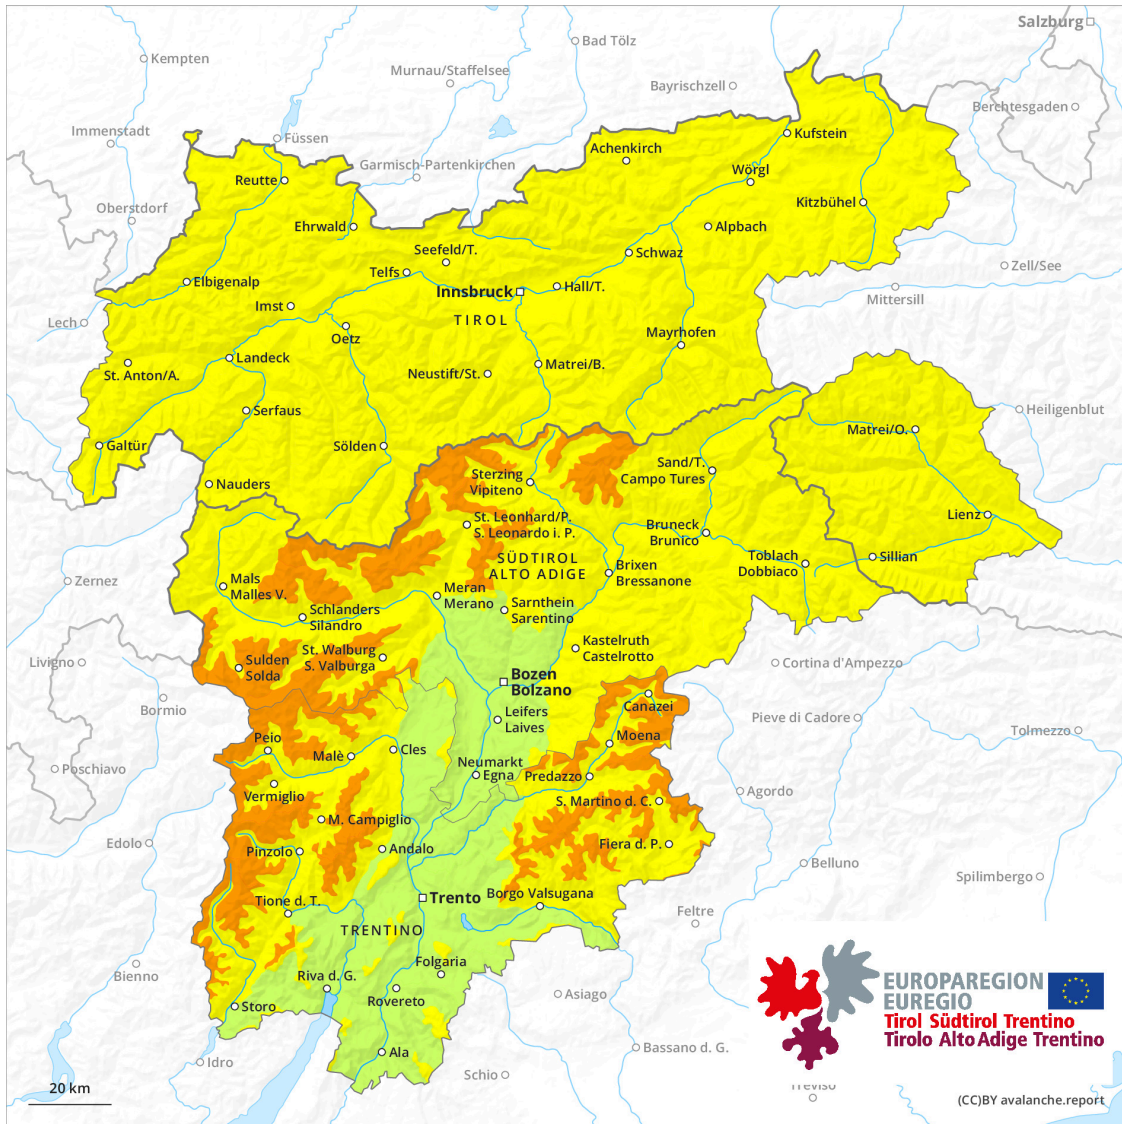 Salzburg
Bad Tölz
Kempten
Murnau/Staffelsee
Bayrischzell
Berchtesgaden
Immenstadt
Füssen
Kufstein
Achenkirch
Garmisch-Partenkirchen
Wörgl
Reutte
Oberstdorf
Kitzbühel
Ehrwald
Alpbach
Seefeld/T.
Schwaz
Zell/See
Telfs
Elbigenalp
Hall/T.
Innsbruck
Mittersill
Imst
TIROL
Lech
Oetz
Mayrhofen
Landeck
Matrei/B.
St. Anton/A.
Neustift/St.
Serfaus
Heiligenblut
Matrei/O.
Galtür
Sölden
Sand/T.
Campo Tures
Sterzing
Vipiteno
Nauders
Lienz
St. Leonhard/P.
S. Leonardo i. P.
Bruneck
Brunico
SÜDTIROL
ALTO ADIGE
Toblach
Dobbiaco
Sillian
Brixen
Bressanone
Zernez
Mals
Malles V.
Meran
Merano
Sarnthein
Sarentino
Schlanders
Silandro
Kastelruth
Castelrotto
St. Walburg
S. Valburga
Sulden
Solda
Livigno
Cortina d'Ampezzo
Bozen
Bolzano
Canazei
Bormio
Leifers
Laives
Pieve di Cadore
Tolmezzo
Moena
Peio
Malè
Cles
Neumarkt
Egna
Predazzo
Poschiavo
Vermiglio
Agordo
S. Martino d. C.
M. Campiglio
Edolo
Pinzolo
Andalo
Fiera d. P.
Belluno
Spilimbergo
Tione d. T.
Trento
Borgo Valsugana
Feltre
TRENTINO
Folgaria
Bienno
Riva d. G.
Rovereto
Asiago
Storo
EUROPAREGION
EUREGIO
Tirol Südtirol Trentino
Tirolo Alto Adige Trentino
Idro
Ala
Bassano d. G.
Schio
20 km
Treviso
(CC)BY avalanche.report